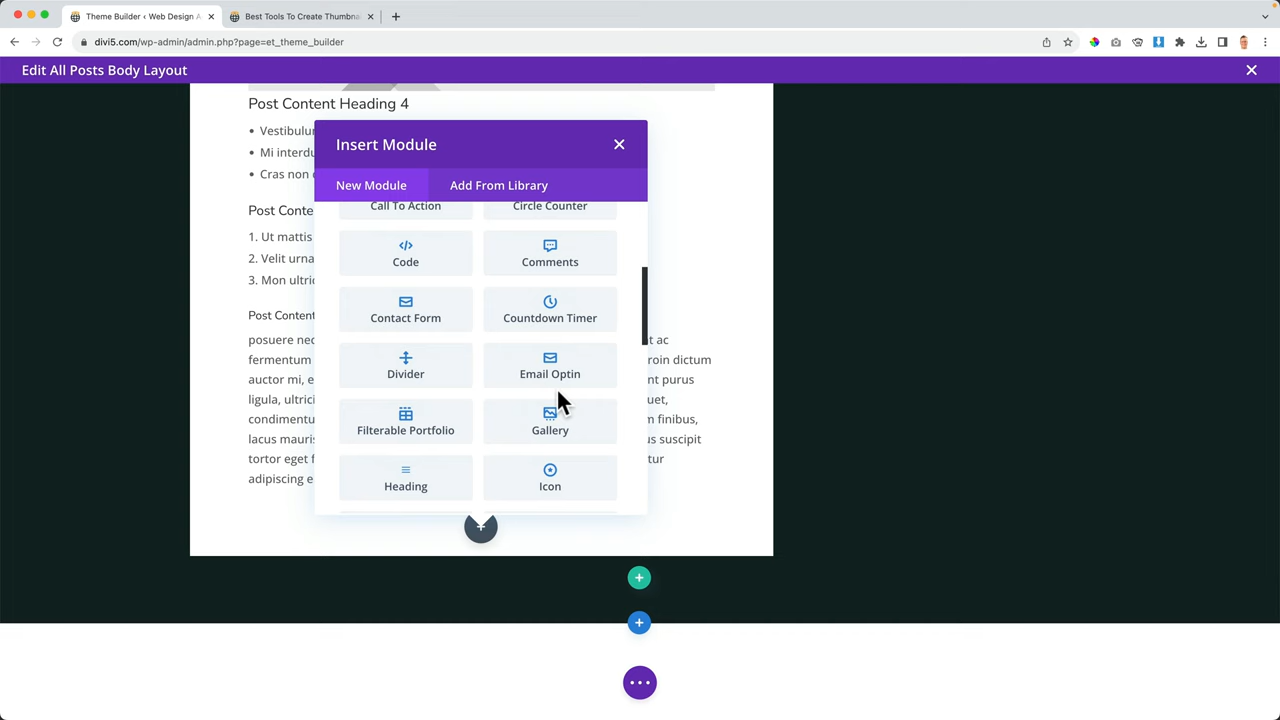 Theme Builder ‹ Web Design A
Best Tools To Create Thumbna
divi5.com/wp-admin/admin.php?page=et_theme_builder
Edit All Posts Body Layout
Post Content Heading 4
Vestibulum
Mi interdu
Cras non
Post Conte
1. Ut mattis
2. Velit urna
3. Mon ultric
Post Content
Insert Module
New Module
Add From Library
Call To Action
Circle Counter
Code
Comments
Contact Form
Countdown Timer
Divider
Email Optin
Filterable Portfolio
Gallery
Heading
Icon
posuere nec
t ac
fermentum
roin dictum
auctor mi, e
nt purus
ligula, ultrici
uet,
condimentu
m finibus,
lacus mauris
us suscipit
tortor eget f
tur
adipiscing e